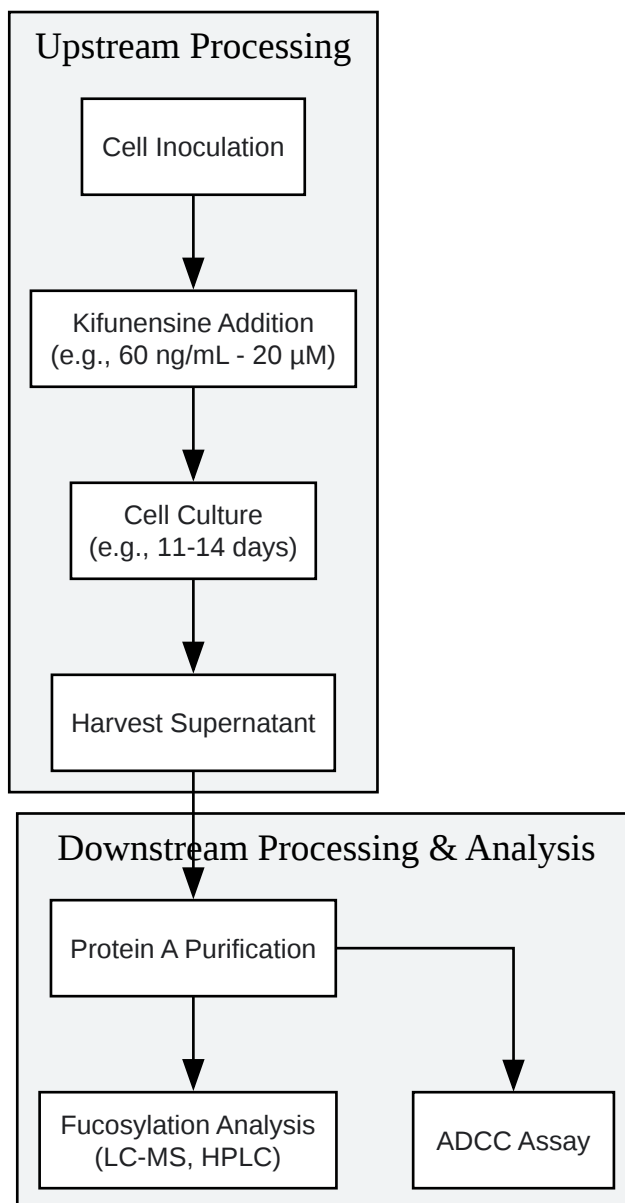 Upstream Processing
Cell Inoculation
Kifunensine Addition
(e.g., 60 ng/mL - 20 µM)
Cell Culture
(e.g., 11-14 days)
Harvest Supernatant
Downstream Processing & Analysis
Protein A Purification
Fucosylation Analysis
(LC-MS, HPLC)
ADCC Assay